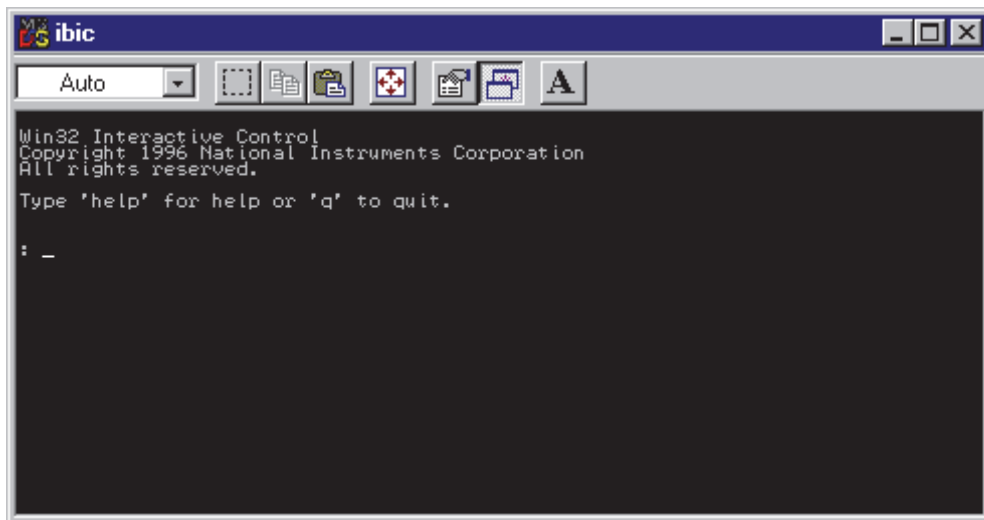 ibic
Auto
A
Win32 Interactive Control
Copyright 1996 National Instruments Corporation
All rights reserved.
Type 'help' for help or 'q' to quit.
: _